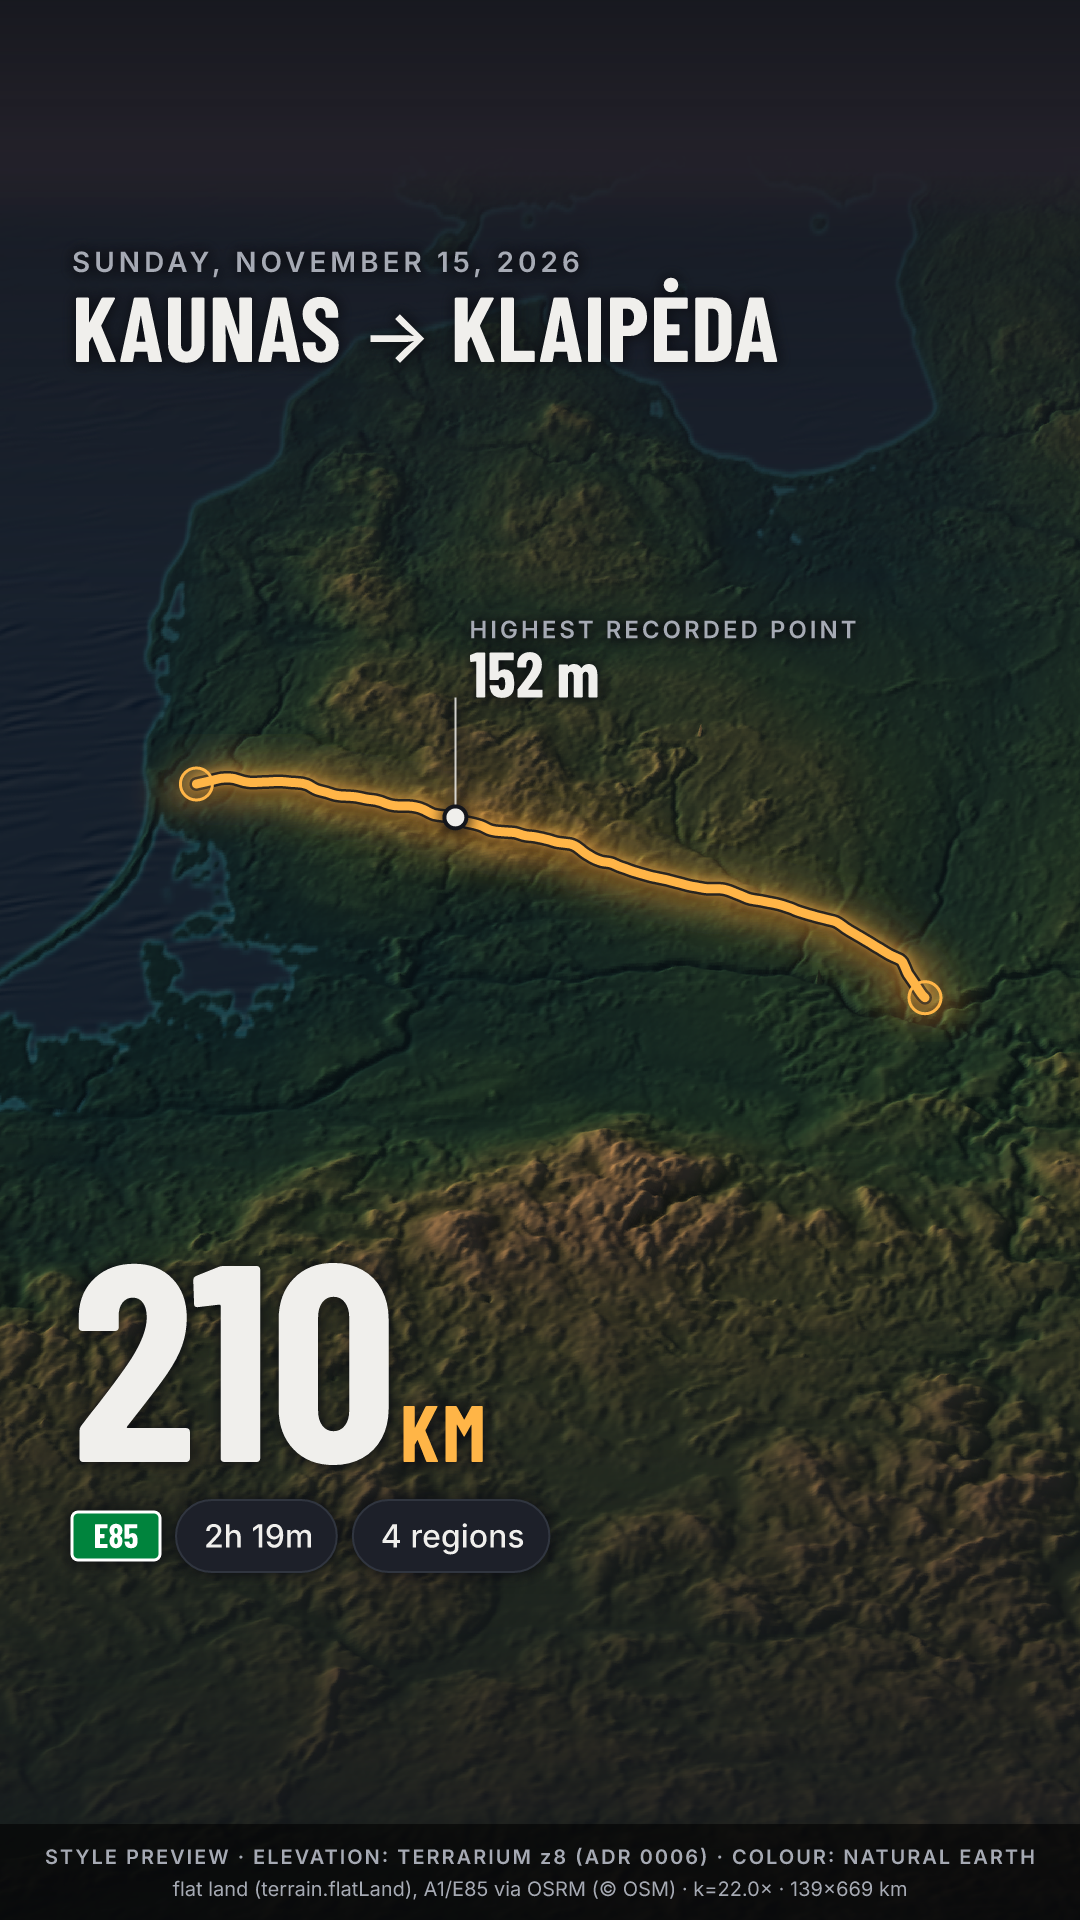 SUNDAY, NOVEMBER 15, 2026
KAUNAS → KLAIPĖDA
HIGHEST RECORDED POINT
152 m
210 KM
E85 2h 19m 4 regions
STYLE PREVIEW · ELEVATION: TERRARIUM z8 (ADR 0006) · COLOUR: NATURAL EARTH
flat land (terrain.flatLand), A1/E85 via OSRM (© OSM) · k=22.0× · 139×669 km